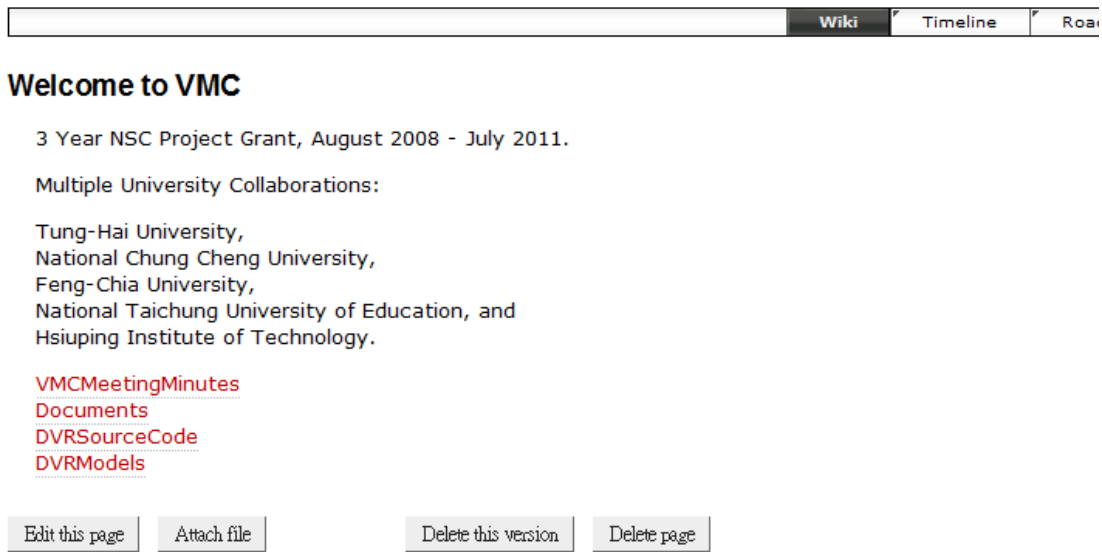 Wiki Timeline
Welcome to VMC
3 Year NSC Project Grant, August 2008 - July 2011.
Multiple University Collaborations:
Tung-Hai University,
National Chung Cheng University,
Feng-Chia University,
National Taichung University of Education, and
Hsiuping Institute of Technology.
VMCMeetingMinutes
Documents
DVRSourceCode
DVRModels
Edit this page Attach file Delete this version Delete page